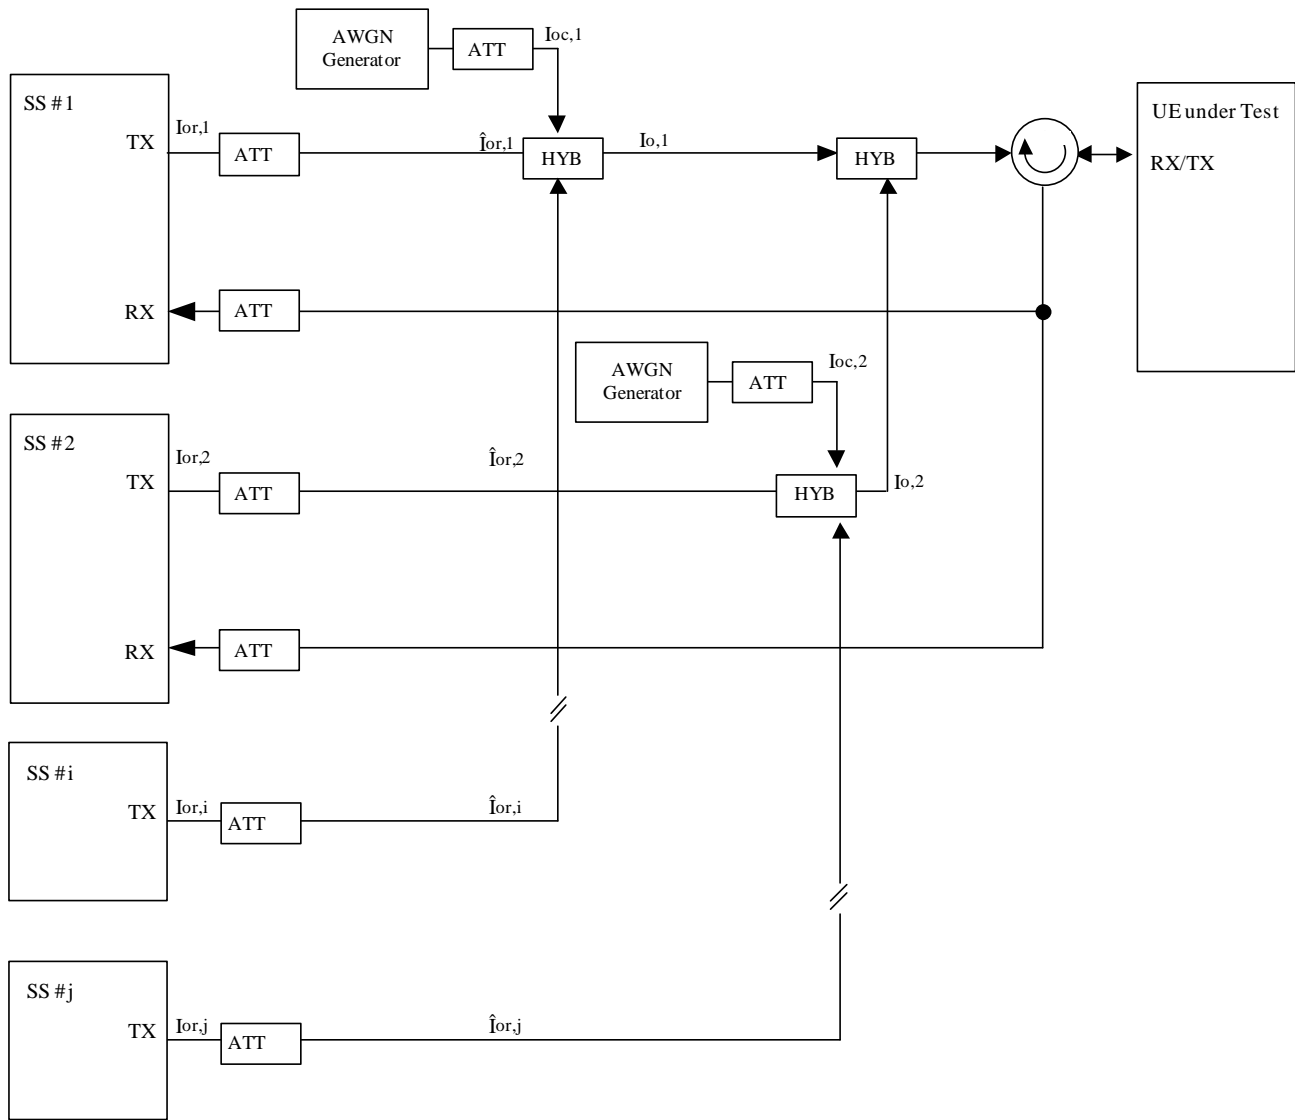 AWGN
Generator
ATT
Ioc,1
SS #1
TX
Ior,1
ATT
Îor,1
HYB
Io,1
HYB
UE under Test
RX/TX
RX
ATT
AWGN
Generator
ATT
Ioc,2
SS #2
TX
Ior,2
ATT
Îor,2
HYB
Io,2
RX
ATT
SS #i
TX
Ior,i
ATT
Îor,i
SS #j
TX
Ior,j
ATT
Îor,j